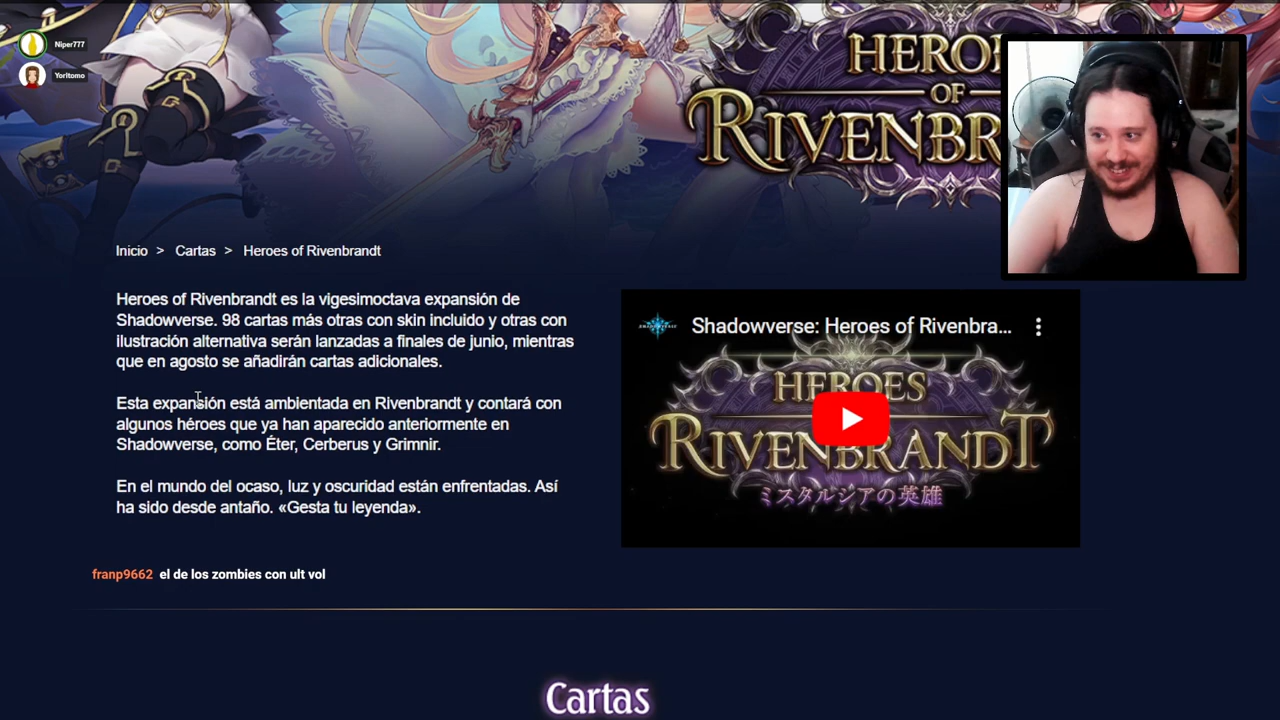 Niper777
Yoritomo
HEROE
OF
RIVENBR
Inicio > Cartas > Heroes of Rivenbrandt
Heroes of Rivenbrandt es la vigesimoctava expansión de
Shadowverse. 98 cartas más otras con skin incluido y otras con
ilustración alternativa serán lanzadas a finales de junio, mientras
que en agosto se añadirán cartas adicionales.
Esta expansión está ambientada en Rivenbrandt y contará con
algunos héroes que ya han aparecido anteriormente en
Shadowverse, como Éter, Cerberus y Grimnir.
En el mundo del ocaso, luz y oscuridad están enfrentadas. Así
ha sido desde antaño. «Gesta tu leyenda».
Shadowverse: Heroes of Rivenbra...
HEROES
RIVENBRANDT
ミスタルシアの英雄
franp9662 el de los zombies con ult vol
Cartas